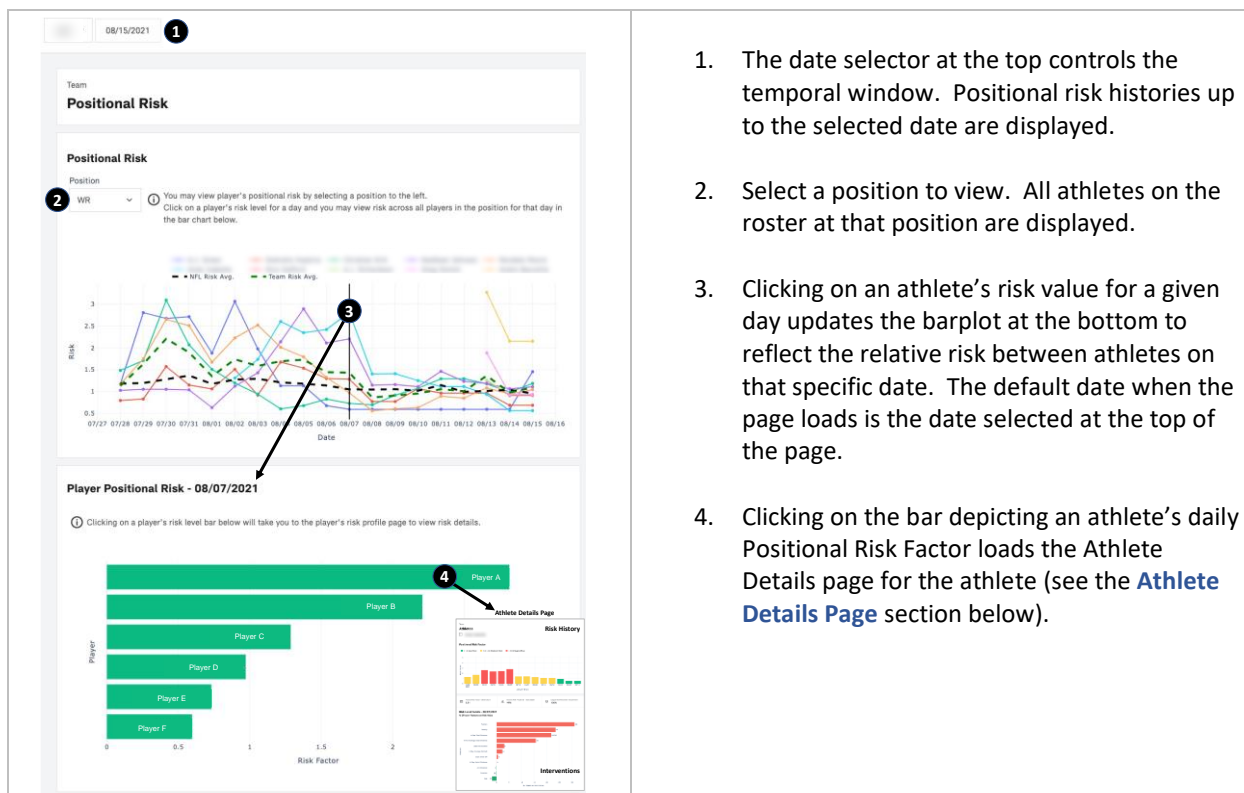 08/15/2021
1
Team
Positional Risk
Positional Risk
Position
2
WR
You may view player's positional risk by selecting a position to the left.
Click on a player's risk level for a day and you may view risk across all players in the position for that day in
the bar chart below.
NFL Risk Avg.
Team Risk Avg.
3
3
2.5
2
1.5
1
0.5
Risk
07/27 07/28 07/29 07/30 07/31 08/01 08/02 08/03 08/04 08/05 08/06 08/07 08/08 08/09 08/10 08/11 08/12 08/13 08/14 08/15 08/16
Date
Player Positional Risk - 08/07/2021
Clicking on a player's risk level bar below will take you to the player's risk profile page to view risk details.
4
Player A
Player B
Player C
Player D
Player E
Player F
Player
0 0.5 1 1.5 2
Risk Factor
Athlete Details Page
Risk History
Interventions
1. The date selector at the top controls the
temporal window. Positional risk histories up
to the selected date are displayed.
2. Select a position to view. All athletes on the
roster at that position are displayed.
3. Clicking on an athlete's risk value for a given
day updates the barplot at the bottom to
reflect the relative risk between athletes on
that specific date. The default date when the
page loads is the date selected at the top of
the page.
4. Clicking on the bar depicting an athlete's daily
Positional Risk Factor loads the Athlete
Details page for the athlete (see the Athlete
Details Page section below).